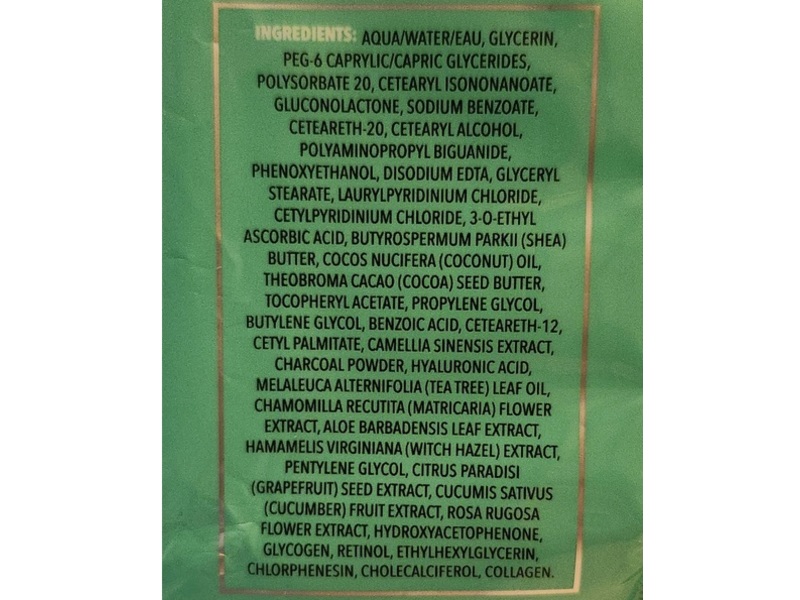 INGREDIENTS: AQUA/WATER/EAU, GLYCERIN,
PEG-6 CAPRYLIC/CAPRIC GLYCERIDES,
POLYSORBATE 20, CETEARYL ISONONANOATE,
GLUCONOLACTONE, SODIUM BENZOATE,
CETEARETH-20, CETEARYL ALCOHOL,
POLYAMINOPROPYL BIGUANIDE,
PHENOXYETHANOL, DISODIUM EDTA, GLYCERYL
STEARATE, LAURYLPYRIDINIUM CHLORIDE,
CETYLPYRIDINIUM CHLORIDE, 3-O-ETHYL
ASCORBIC ACID, BUTYROSPERMUM PARKII (SHEA)
BUTTER, COCOS NUCIFERA (COCONUT) OIL,
THEOBROMA CACAO (COCOA) SEED BUTTER,
TOCOPHERYL ACETATE, PROPYLENE GLYCOL,
BUTYLENE GLYCOL, BENZOIC ACID, CETEARETH-12,
CETYL PALMITATE, CAMELLIA SINENSIS EXTRACT,
CHARCOAL POWDER, HYALURONIC ACID,
MELALEUCA ALTERNIFOLIA (TEA TREE) LEAF OIL,
CHAMOMILLA RECUTITA (MATRICARIA) FLOWER
EXTRACT, ALOE BARBADENSIS LEAF EXTRACT,
HAMAMELIS VIRGINIANA (WITCH HAZEL) EXTRACT,
PENTYLENE GLYCOL, CITRUS PARADISI
(GRAPEFRUIT) SEED EXTRACT, CUCUMIS SATIVUS
(CUCUMBER) FRUIT EXTRACT, ROSA RUGOSA
FLOWER EXTRACT, HYDROXYACETOPHENONE,
GLYCOGEN, RETINOL, ETHYLHEXYLGLYCERIN,
CHLORPHENESIN, CHOLECALCIFEROL, COLLAGEN.